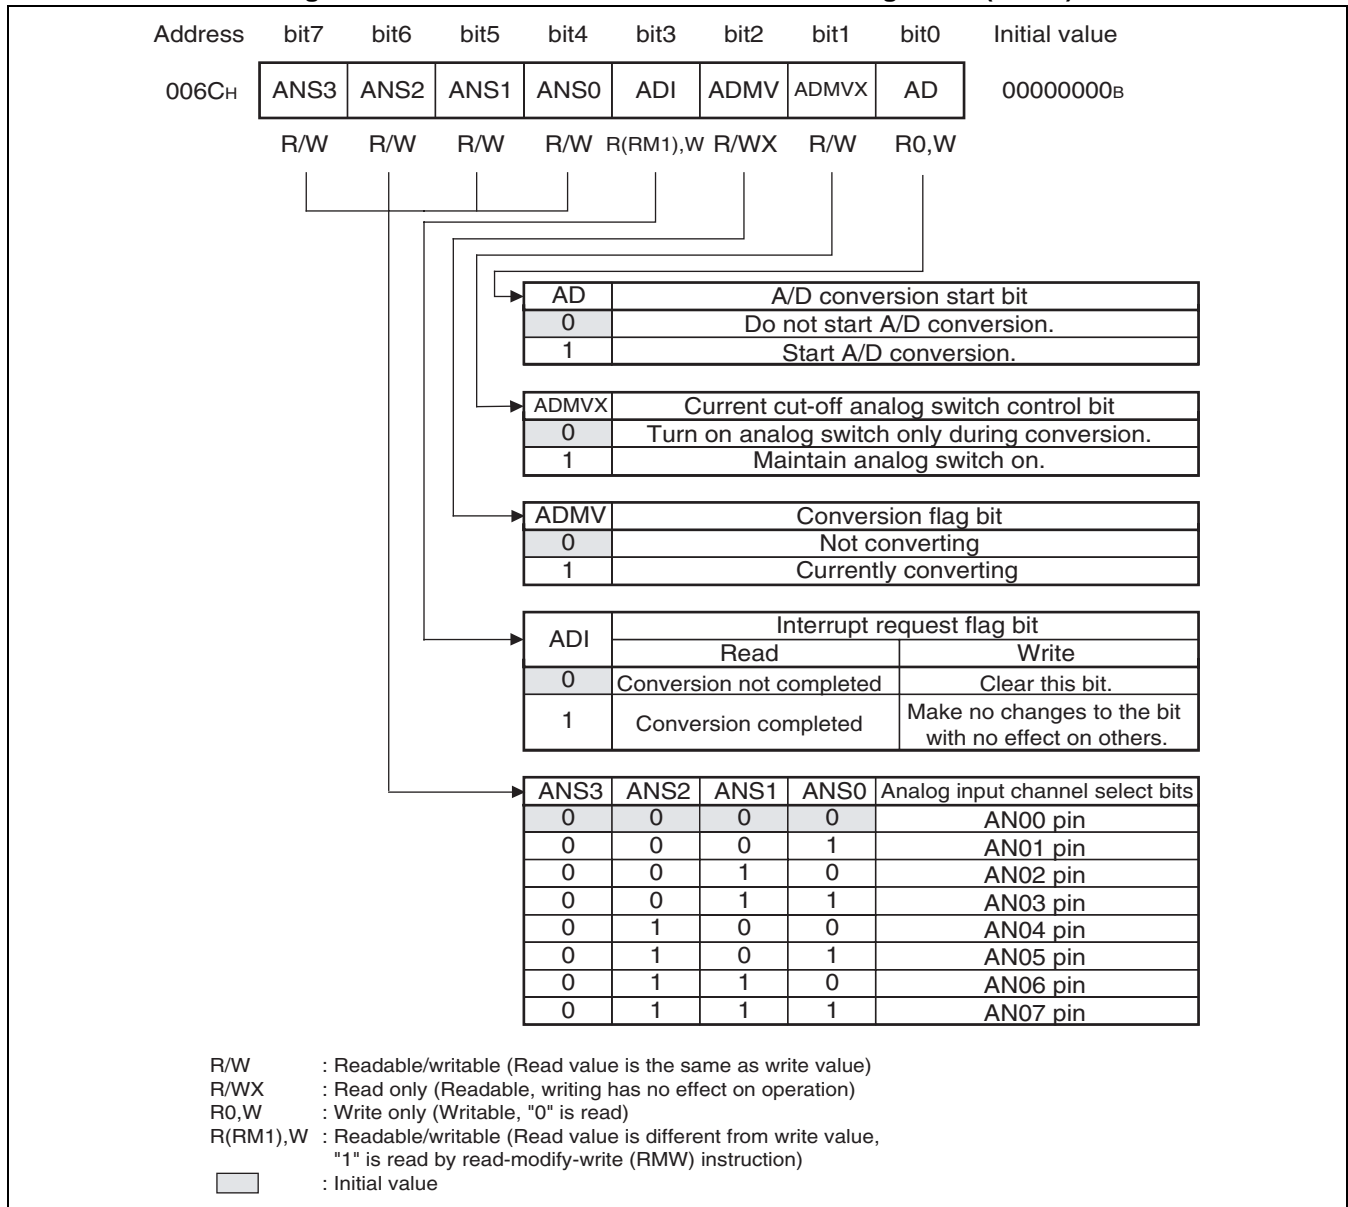 Address bit7 bit6 bit5 bit4 bit3 bit2 bit1 bit0 Initial value
006CH ANS3 ANS2 ANS1 ANS0 ADI ADMV ADMVX AD 00000000B
R/W R/W R/W R/W R(RM1),W R/WX R/W R0,W
AD A/D conversion start bit
0 Do not start A/D conversion.
1 Start A/D conversion.
ADMVX Current cut-off analog switch control bit
0 Turn on analog switch only during conversion.
1 Maintain analog switch on.
ADMV Conversion flag bit
0 Not converting
1 Currently converting
ADI Interrupt request flag bit
Read Write
0 Conversion not completed Clear this bit.
1 Conversion completed Make no changes to the bit
with no effect on others.
ANS3 ANS2 ANS1 ANS0 Analog input channel select bits
0 0 0 0 AN00 pin
0 0 0 1 AN01 pin
0 0 1 0 AN02 pin
0 0 1 1 AN03 pin
0 1 0 0 AN04 pin
0 1 0 1 AN05 pin
0 1 1 0 AN06 pin
0 1 1 1 AN07 pin
R/W : Readable/writable (Read value is the same as write value)
R/WX : Read only (Readable, writing has no effect on operation)
R0,W : Write only (Writable, "0" is read)
R(RM1),W : Readable/writable (Read value is different from write value,
"1" is read by read-modify-write (RMW) instruction)
: Initial value